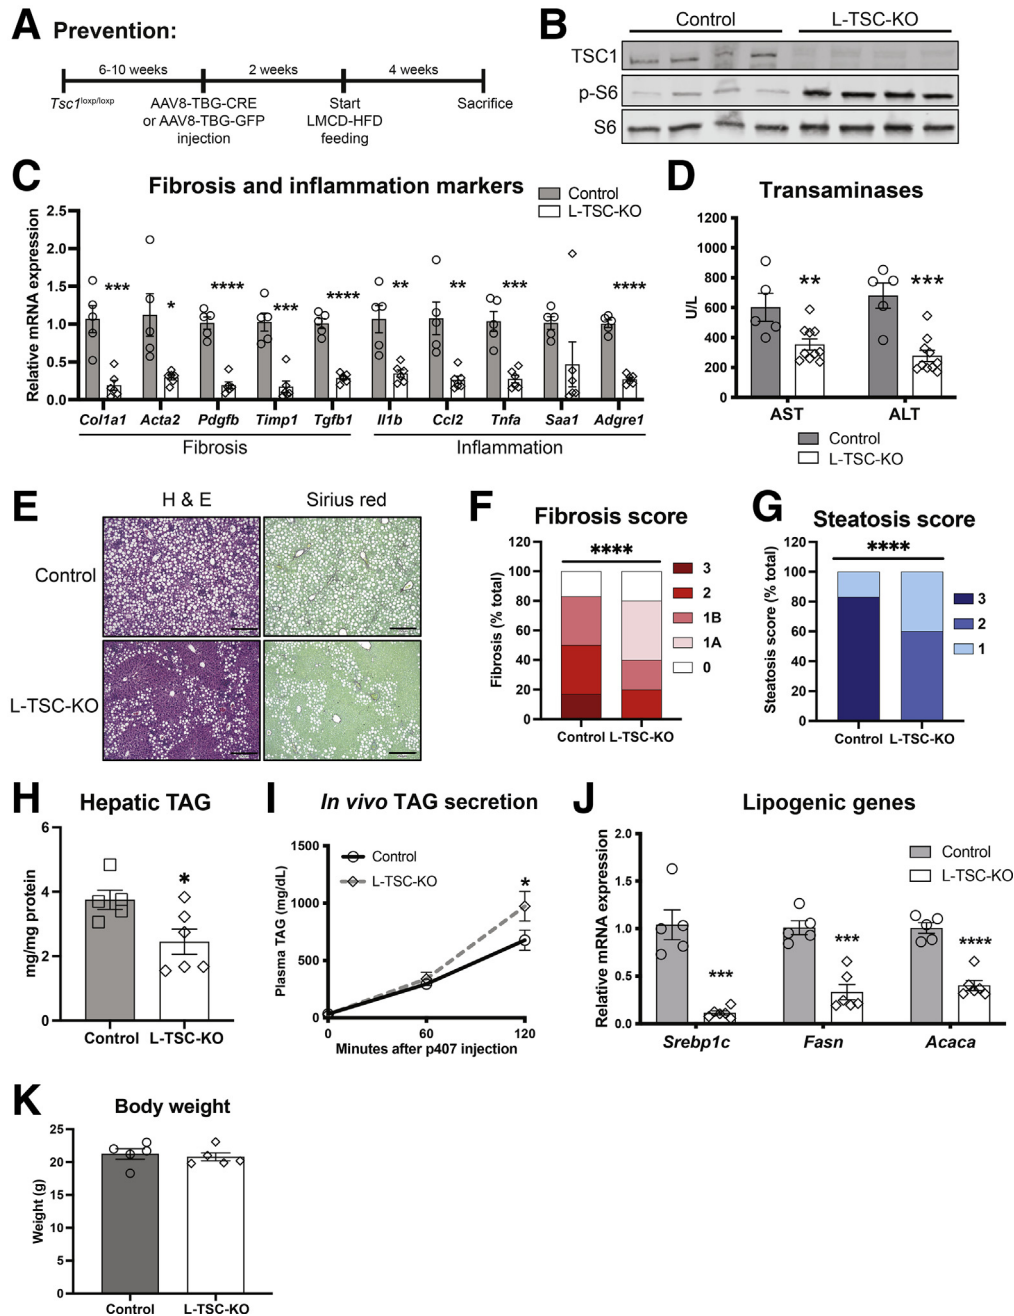 A Prevention:
6-10 weeks 2 weeks 4 weeks
Tsc1loxp/loxp AAV8-TBG-CRE Start Sacrifice
or AAV8-TBG-GFP LMCD-HFD
injection feeding
B Control L-TSC-KO
TSC1
p-S6
S6
C Fibrosis and inflammation markers
Control
L-TSC-KO
Relative mRNA expression
2.5
2.0
1.5
1.0
0.5
0.0
*** * **** *** **** ** ** *** ****
Col1a1 Acta2 Pdgfb Timp1 Tgfb1 Il1b Ccl2 Tnfa Saa1 Adgre1
Fibrosis Inflammation
D Transaminases
U/L
1200
1000
800
600
400
200
0
** ***
AST ALT
Control
L-TSC-KO
E H & E Sirius red
Control
L-TSC-KO
F Fibrosis score
Fibrosis (% total)
120
100
80
60
40
20
0
****
3
2
1B
1A
0
Control L-TSC-KO
G Steatosis score
Steatosis score (% total)
120
100
80
60
40
20
0
****
3
2
1
Control L-TSC-KO
H Hepatic TAG
mg/mg protein
6
4
2
0
*
Control L-TSC-KO
I In vivo TAG secretion
Plasma TAG (mg/dL)
1500
1000
500
0
Control
L-TSC-KO
*
0 60 120
Minutes after p407 injection
J Lipogenic genes
Relative mRNA expression
2.0
1.5
1.0
0.5
0.0
Control
L-TSC-KO
*** *** ****
Srebp1c Fasn Acaca
K Body weight
Weight (g)
25
20
15
10
5
0
Control L-TSC-KO